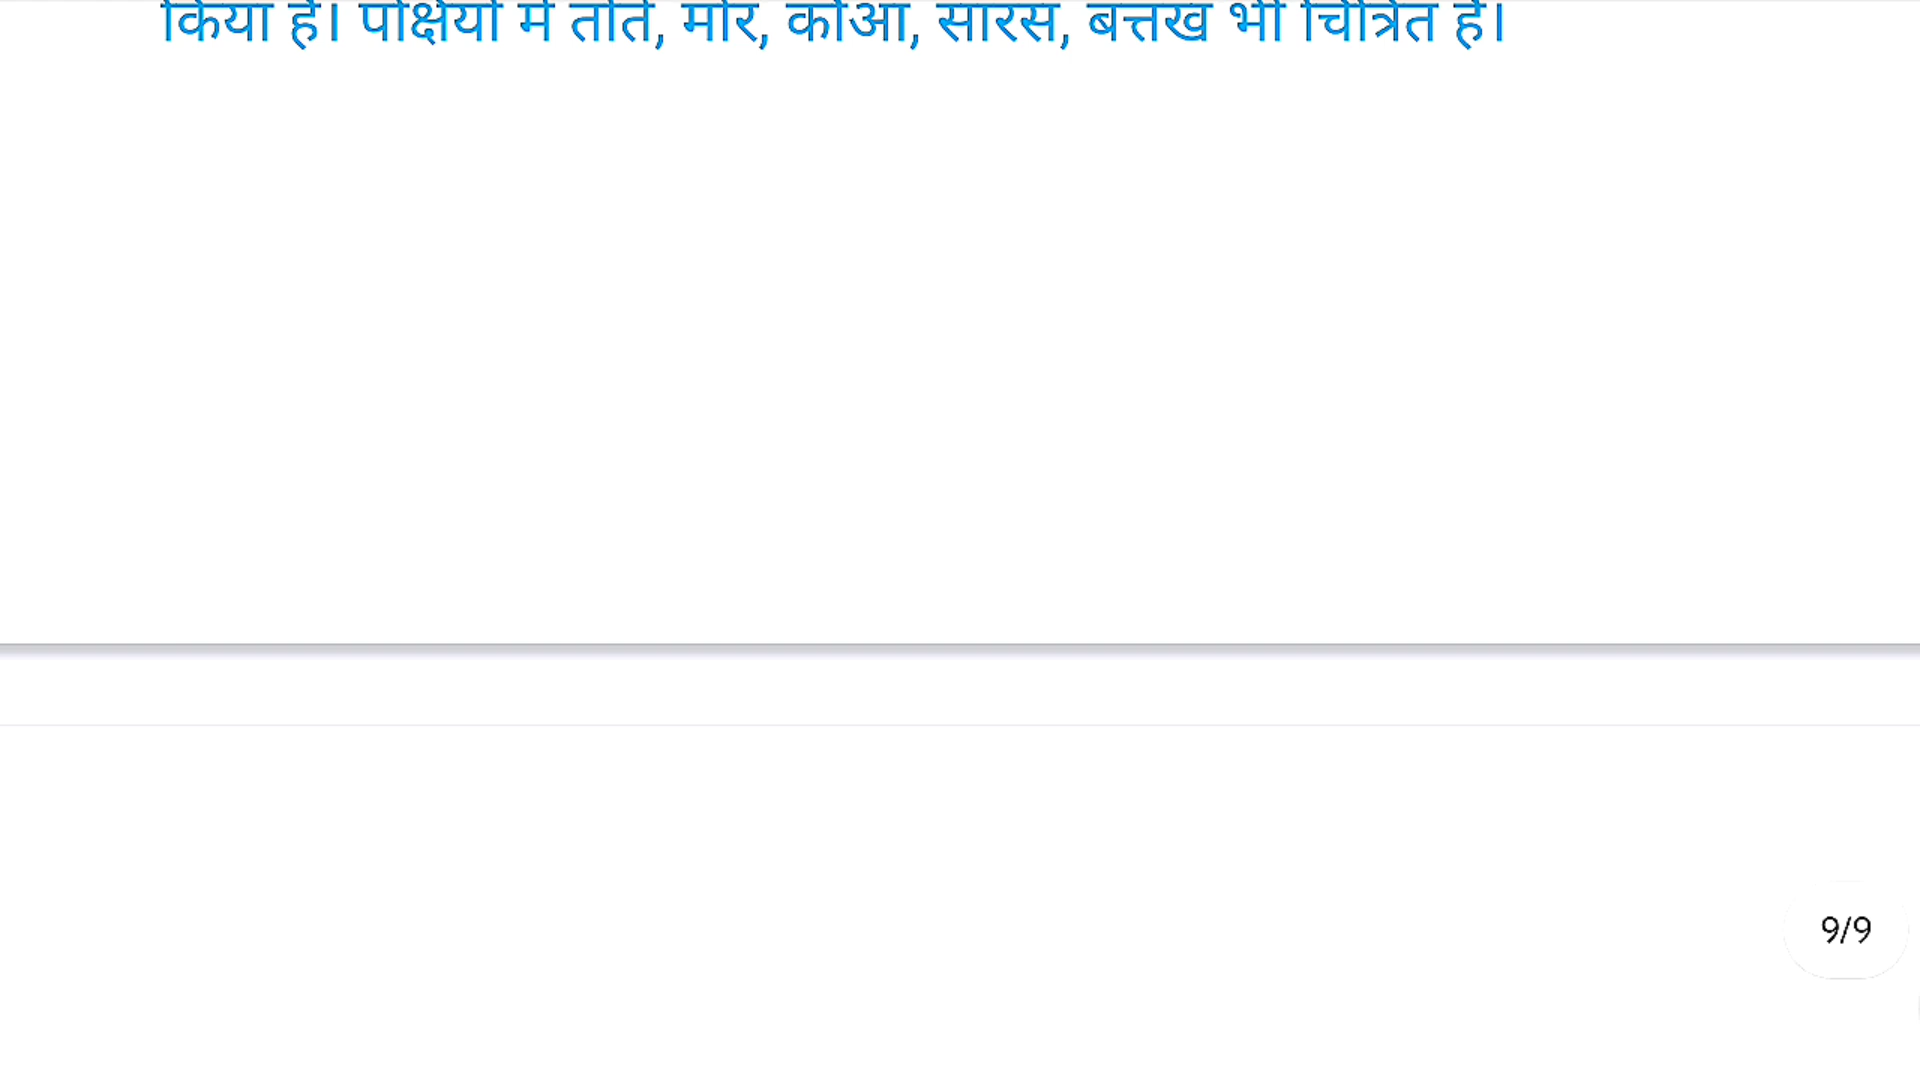 किया है। पक्षियों में तोते, मोर, कौआ, सारस, बत्तख भी चित्रित हैं।
9/9